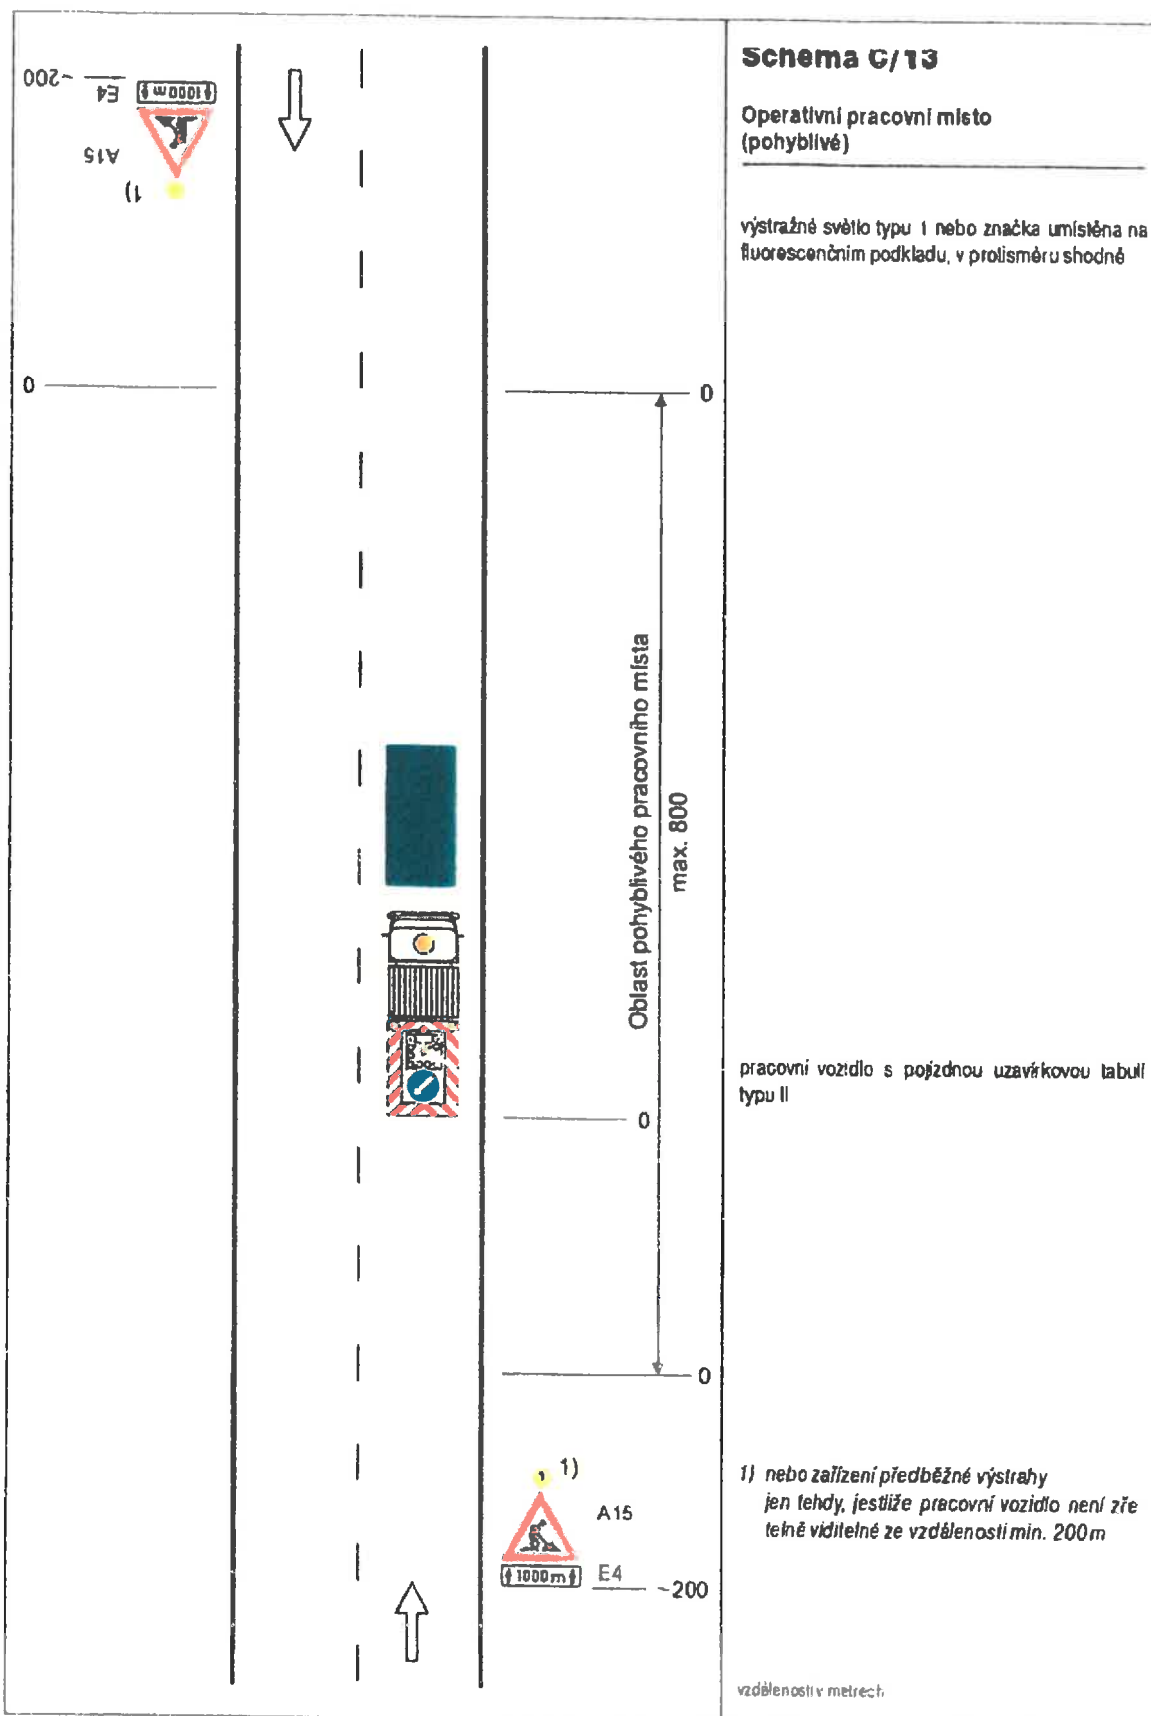 Schema C/13
Operativní pracovní místo
(pohyblivé)
výstražné světlo typu 1 nebo značka umístěna na
fluorescenčním podkladu, v protisměru shodně
~200
E4
1000 m
A15
1)
0
0
Oblast pohyblivého pracovního místa
max. 800
pracovní vozidlo s pojízdnou uzavírkovou tabulí
typu II
0
0
1)
A15
1000 m
E4
~200
1) nebo zařízení předběžné výstrahy
jen tehdy, jestliže pracovní vozidlo není zře
telně viditelné ze vzdálenosti min. 200m
vzdálenosti v metrech